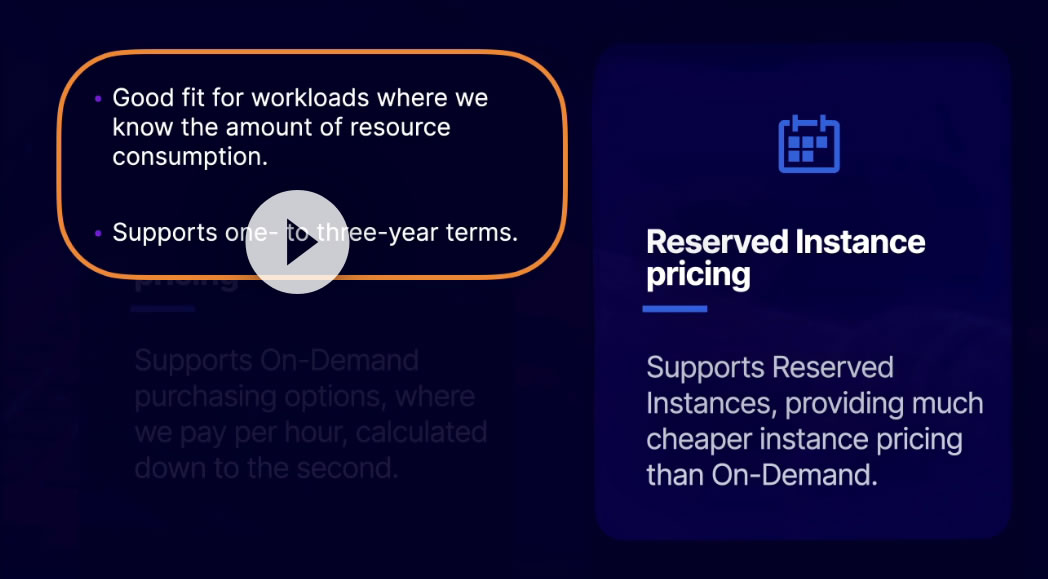 Good fit for workloads where we
know the amount of resource
consumption.
Supports one- to three-year terms.
pricing
Supports On-Demand
purchasing options, where
we pay per hour, calculated
down to the second.
Reserved Instance
pricing
Supports Reserved
Instances, providing much
cheaper instance pricing
than On-Demand.